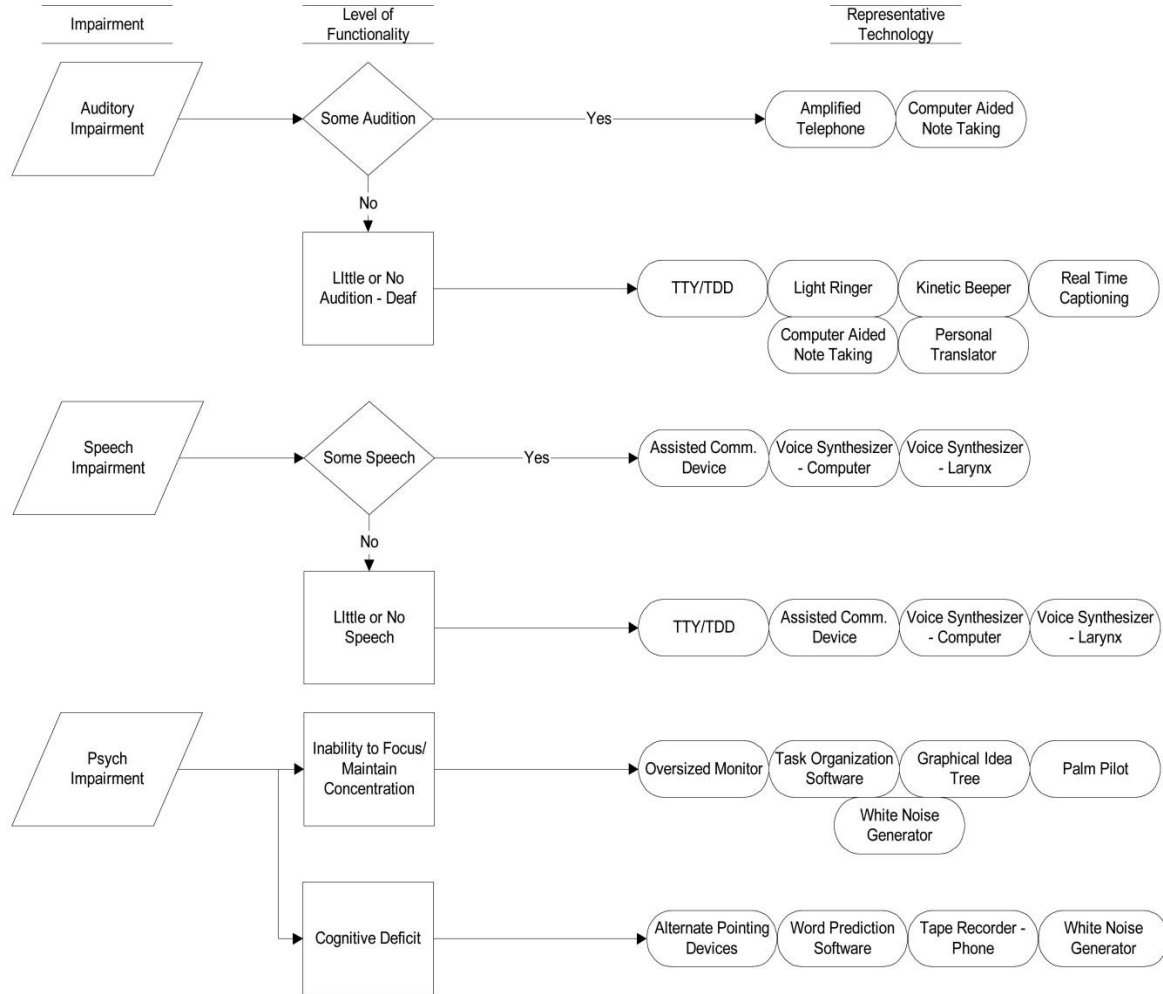 Impairment
Level of
Functionality
Representative
Technology
Auditory
Impairment
Some Audition
Yes
Amplified
Telephone
Computer Aided
Note Taking
No
LIttle or No
Audition - Deaf
TTY/TDD
Light Ringer
Kinetic Beeper
Real Time
Captioning
Computer Aided
Note Taking
Personal
Translator
Speech
Impairment
Some Speech
Yes
Assisted Comm.
Device
Voice Synthesizer
- Computer
Voice Synthesizer
- Larynx
No
LIttle or No
Speech
TTY/TDD
Assisted Comm.
Device
Voice Synthesizer
- Computer
Voice Synthesizer
- Larynx
Psych
Impairment
Inability to Focus/
Maintain
Concentration
Oversized Monitor
Task Organization
Software
Graphical Idea
Tree
Palm Pilot
White Noise
Generator
Cognitive Deficit
Alternate Pointing
Devices
Word Prediction
Software
Tape Recorder -
Phone
White Noise
Generator